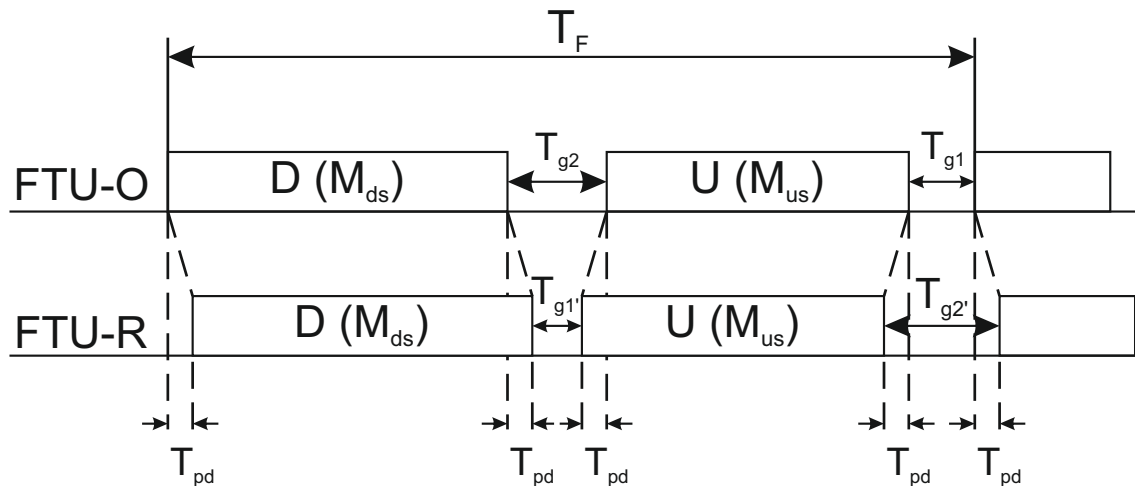 T_F
FTU-O D (M_ds) T_g2 U (M_us) T_g1
FTU-R D (M_ds) T_g1' U (M_us) T_g2'
T_pd T_pd T_pd T_pd T_pd